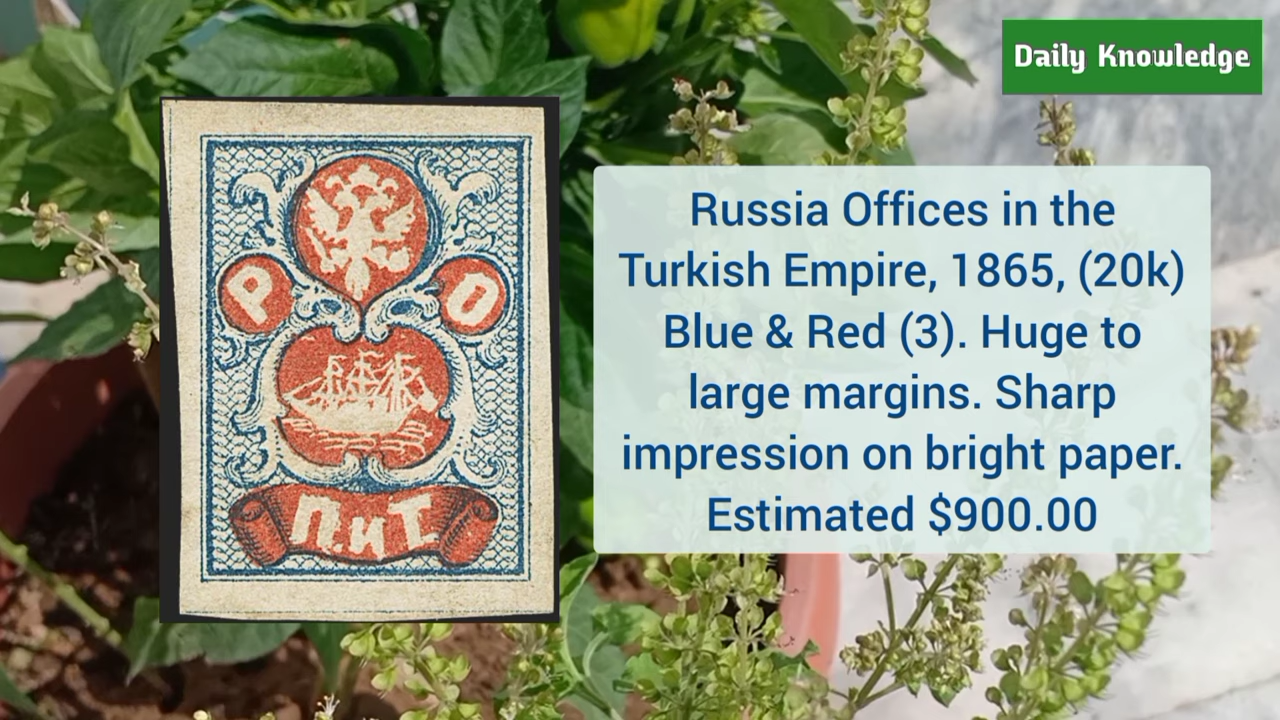 Daily Knowledge
Р О
П.и Т.
Russia Offices in the
Turkish Empire, 1865, (20k)
Blue & Red (3). Huge to
large margins. Sharp
impression on bright paper.
Estimated $900.00